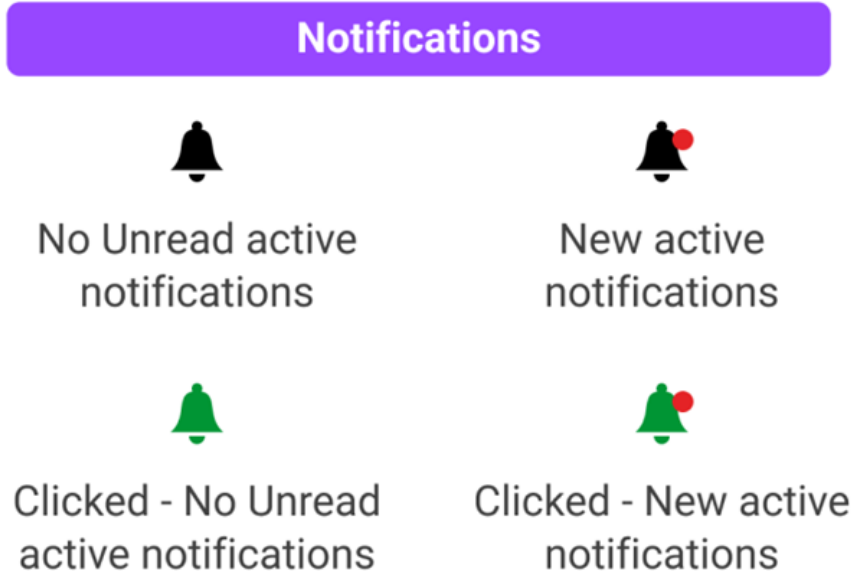 Notifications
No Unread active
notifications
New active
notifications
Clicked - No Unread
active notifications
Clicked - New active
notifications